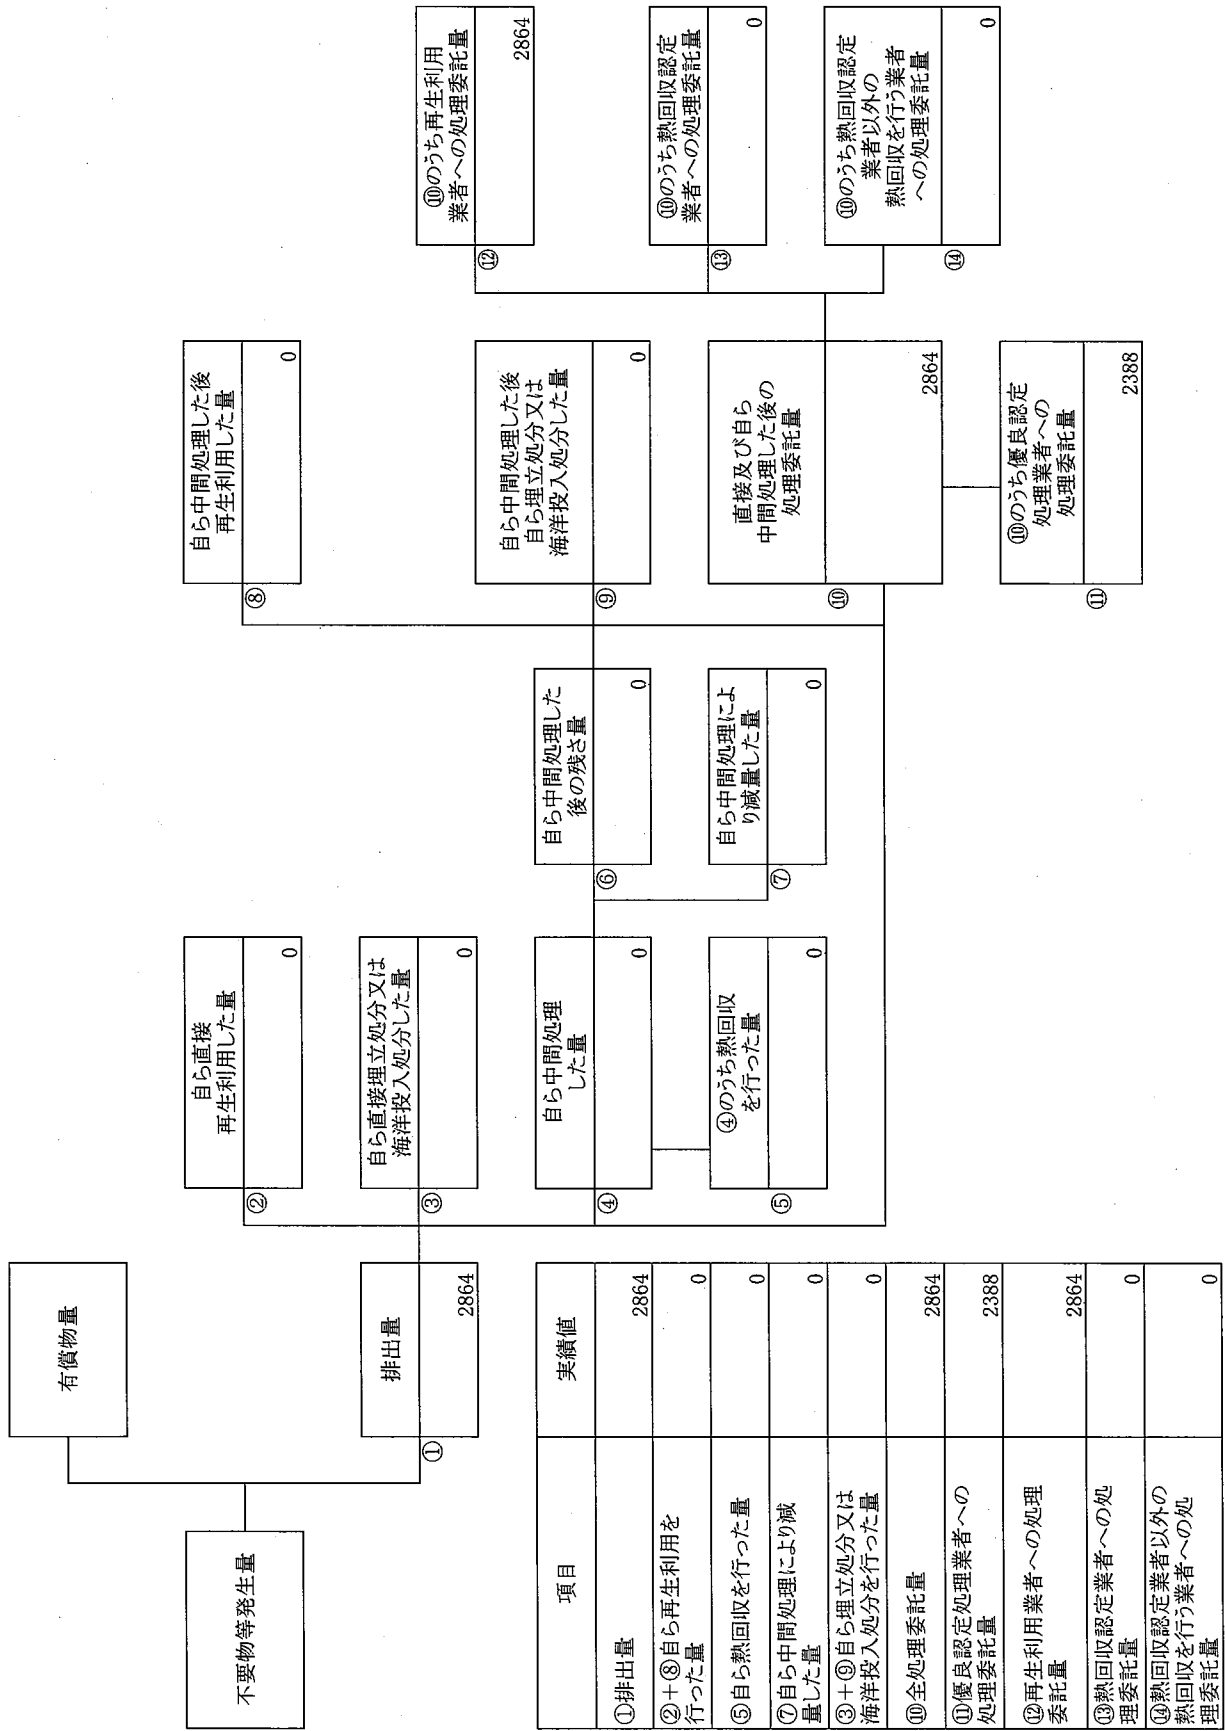 有償物量
不要物等発生量
①
排出量
2864
②
自ら直接
再生利用した量
0
③
自ら直接埋立処分又は
海洋投入処分した量
0
④
自ら中間処理
した量
0
⑤
④のうち熱回収
を行った量
0
⑥
自ら中間処理した
後の残さ量
0
⑦
自ら中間処理によ
り減量した量
0
⑧
自ら中間処理した後
再生利用した量
0
⑨
自ら中間処理した後
自ら埋立処分又は
海洋投入処分した量
0
⑩
直接及び自ら
中間処理した後の
処理委託量
2864
⑪
⑩のうち優良認定
処理業者への
処理委託量
2388
⑫
⑩のうち再生利用
業者への処理委託量
2864
⑬
⑩のうち熱回収認定
業者への処理委託量
0
⑭
⑩のうち熱回収認定
業者以外の
熱回収を行う業者
への処理委託量
0
項目 実績値
①排出量 2864
②+⑧自ら再生利用を
行った量 0
⑤自ら熱回収を行った量 0
⑦自ら中間処理により減
量した量 0
③+⑨自ら埋立処分又は
海洋投入処分を行った量 0
⑩全処理委託量 2864
⑪優良認定処理業者への
処理委託量 2388
⑫再生利用業者への処理
委託量 2864
⑬熱回収認定業者への処
理委託量 0
⑭熱回収認定業者以外の
熱回収を行う業者への処
理委託量 0